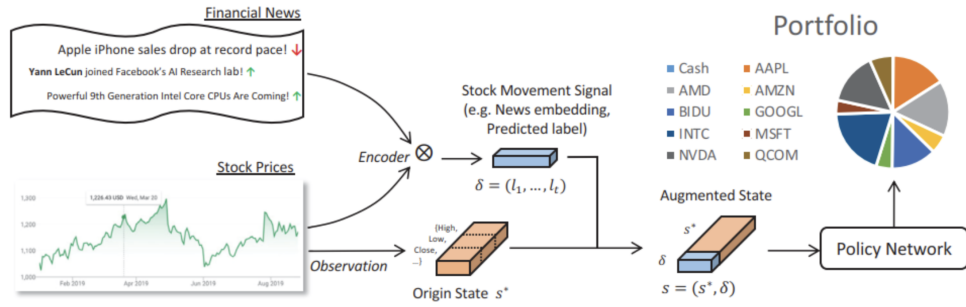 Financial News
Apple iPhone sales drop at record pace! ↓
Yann LeCun joined Facebook's AI Research lab! ↑
Powerful 9th Generation Intel Core CPUs Are Coming! ↑
Stock Prices
1,226.43 USD Wed, Mar 20
1,300
1,200
1,100
1,000
Feb 2019 Apr 2019 Jun 2019 Aug 2019
Encoder ⊗
Observation
Stock Movement Signal
(e.g. News embedding,
Predicted label)
δ = (l₁, ..., lₜ)
{High,
Low,
Close,
...}
Origin State s*
Augmented State
s*
δ
s = (s*, δ)
Policy Network
Portfolio
Cash AAPL
AMD AMZN
BIDU GOOGL
INTC MSFT
NVDA QCOM